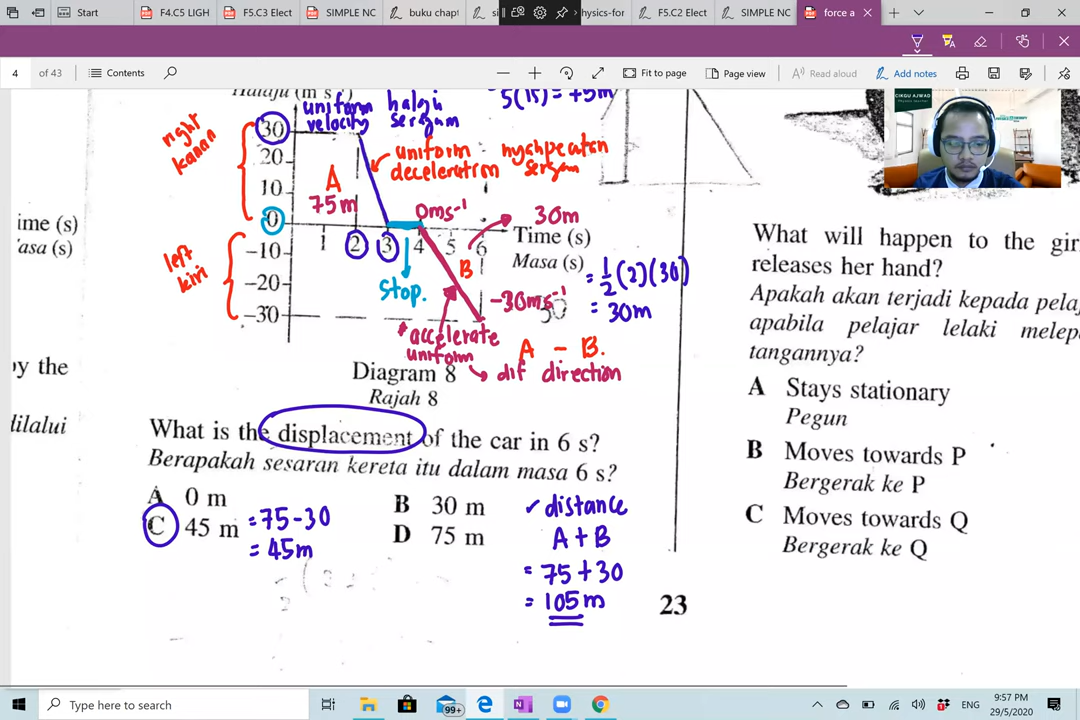 Start
F4.C5 LIGH
F5.C3 Elect
SIMPLE NC
buku chapt
si
hysics-for
F5.C2 Elect
SIMPLE NC
force a
4 of 43
Contents
Fit to page
Page view
Read aloud
Add notes
CIKGU AJWAD
Halaju (m s
uniform velocity
halaju seragam
5(15) = +5m
30
20
10
0
-10
-20
-30
right kanan
left kiri
A
75m
uniform deceleration
nyahpecutan seragam
0ms⁻¹
30m
1 2 3 4 5 6
Time (s)
Masa (s)
B
stop.
-30ms⁻¹
= 1/2 (2)(30)
= 30m
* accelerate uniform
↳ dif direction
A - B.
Diagram 8
Rajah 8
ime (s)
asa (s)
y the
dilalui
What is the displacement of the car in 6 s?
Berapakah sesaran kereta itu dalam masa 6 s?
A 0 m
B 30 m
C 45 m
D 75 m
= 75-30
= 45m
✓ distance
A + B
= 75 + 30
= 105m
23
What will happen to the gir
releases her hand?
Apakah akan terjadi kepada pela
apabila pelajar lelaki melep
tangannya?
A Stays stationary
Pegun
B Moves towards P
Bergerak ke P
C Moves towards Q
Bergerak ke Q
Type here to search
99+
ENG
9:57 PM
29/5/2020